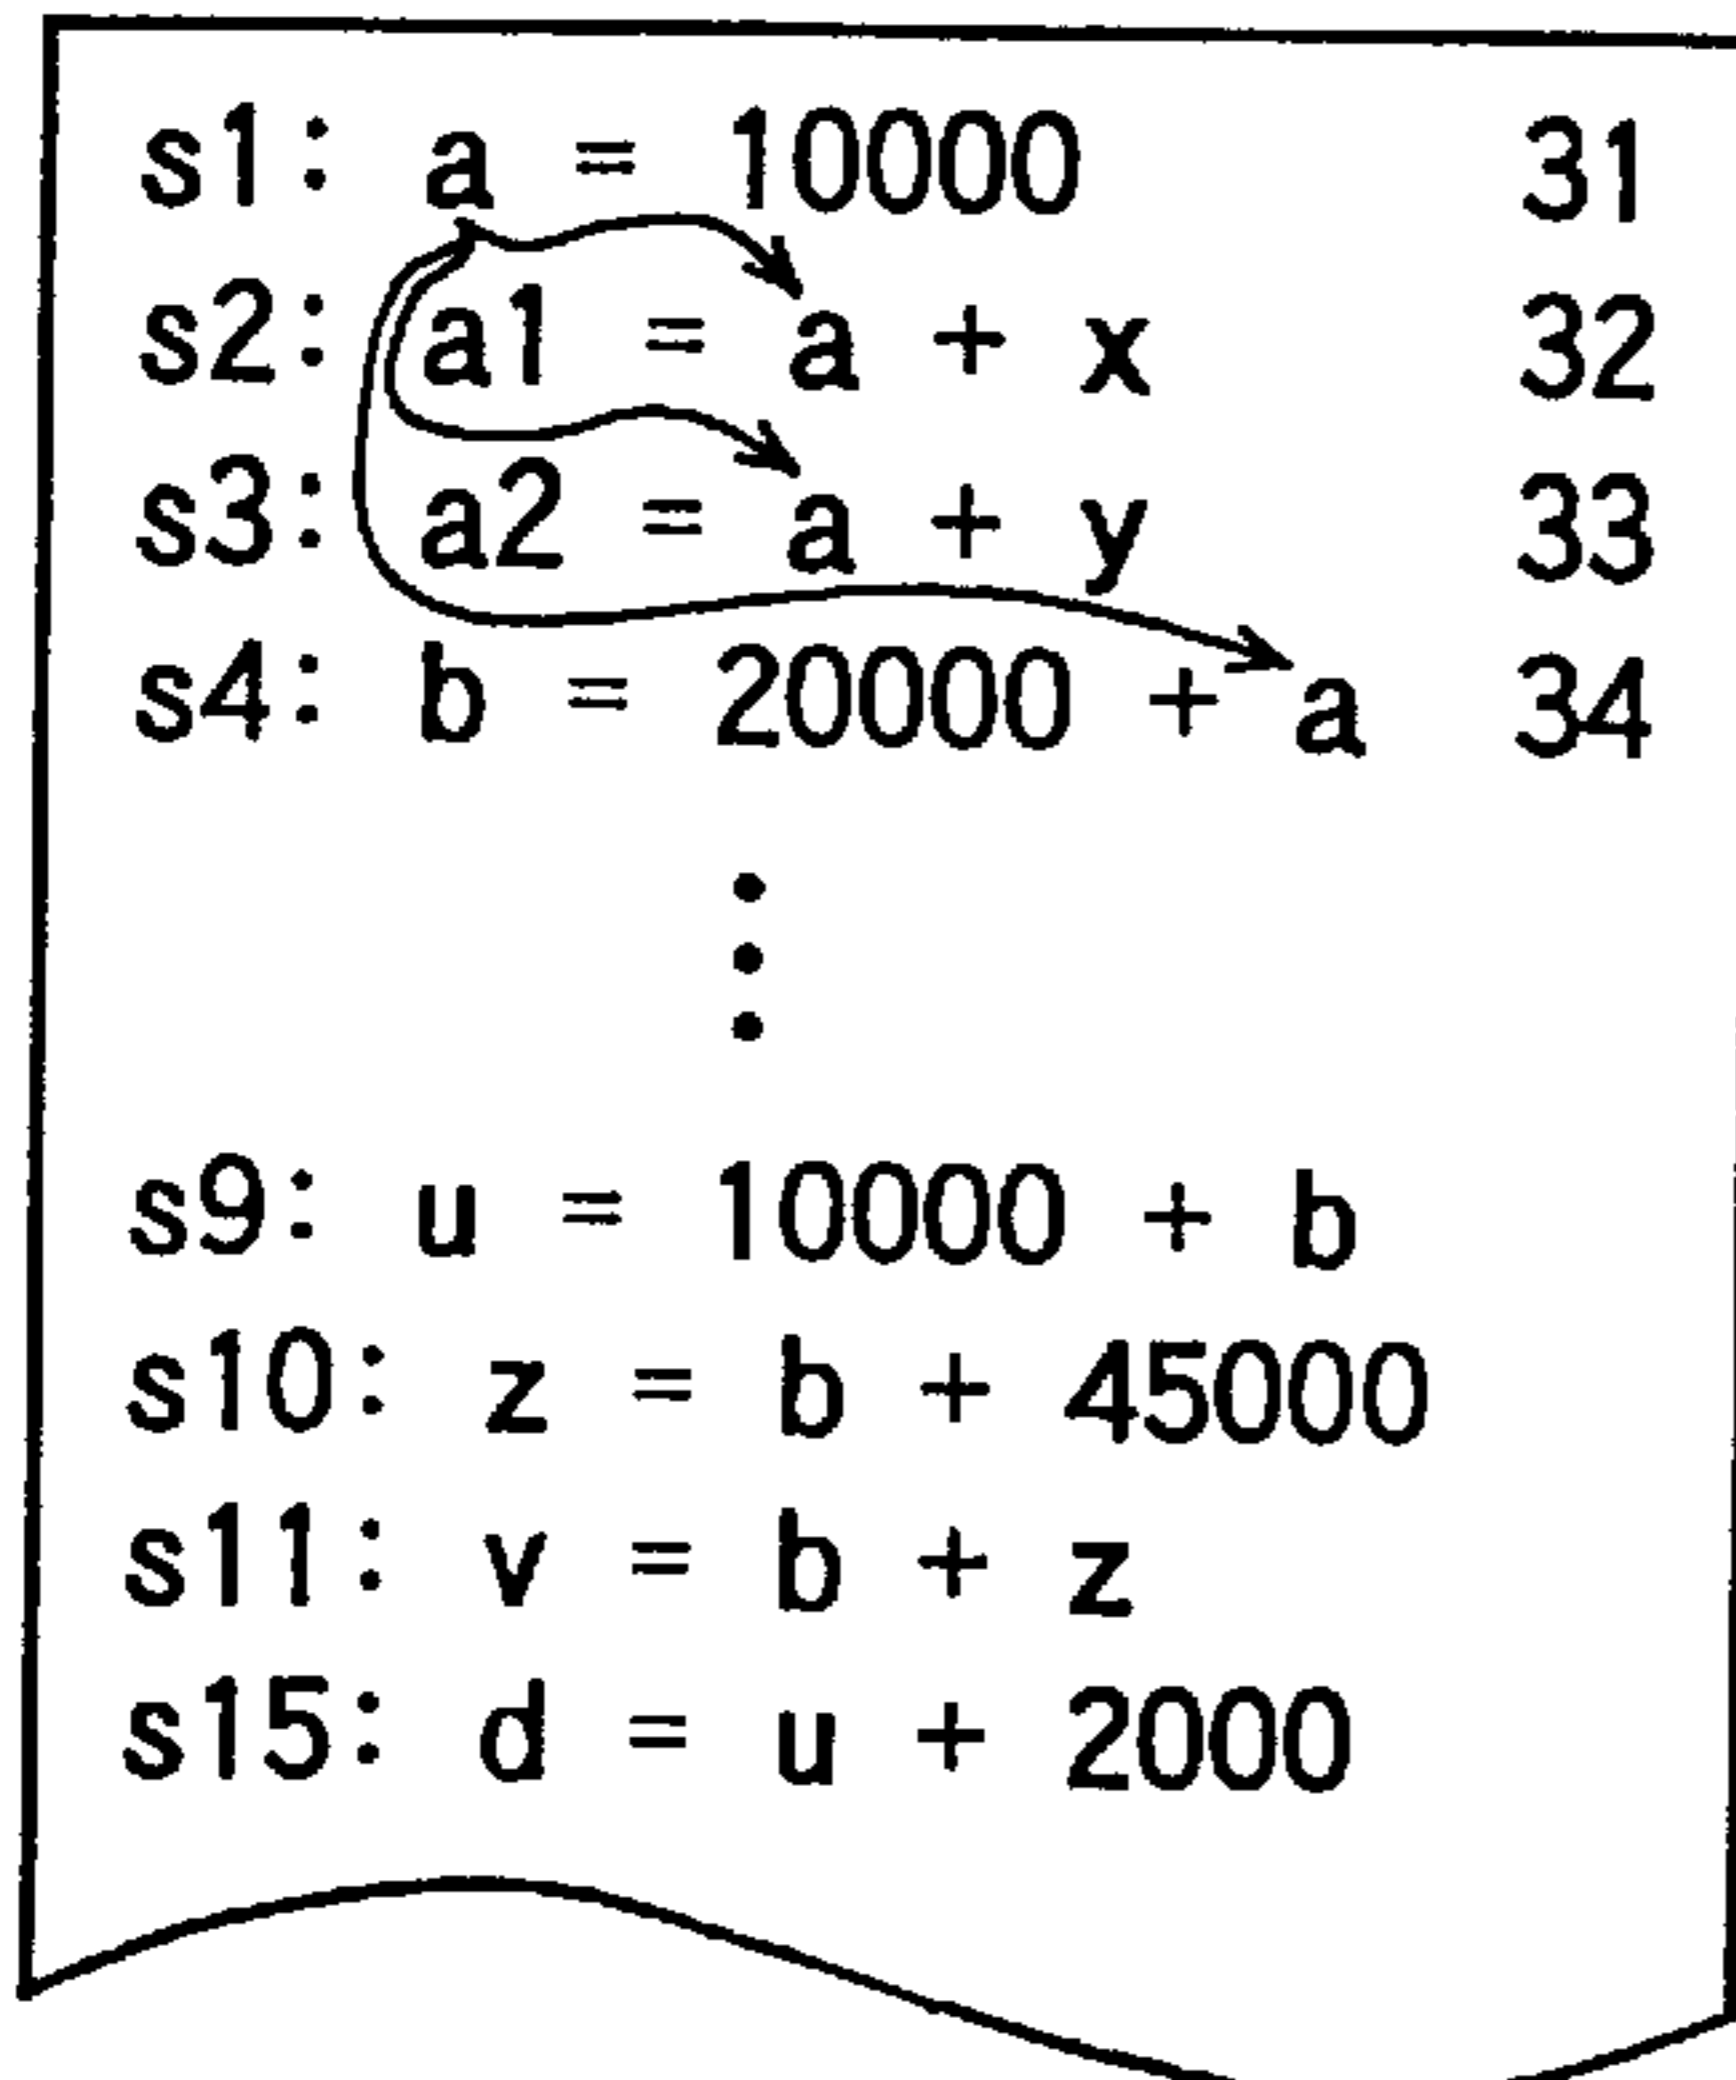 s1: a = 10000 31
s2: a1 = a + x 32
s3: a2 = a + y 33
s4: b = 20000 + a 34
s9: u = 10000 + b
s10: z = b + 45000
s11: v = b + z
s15: d = u + 2000